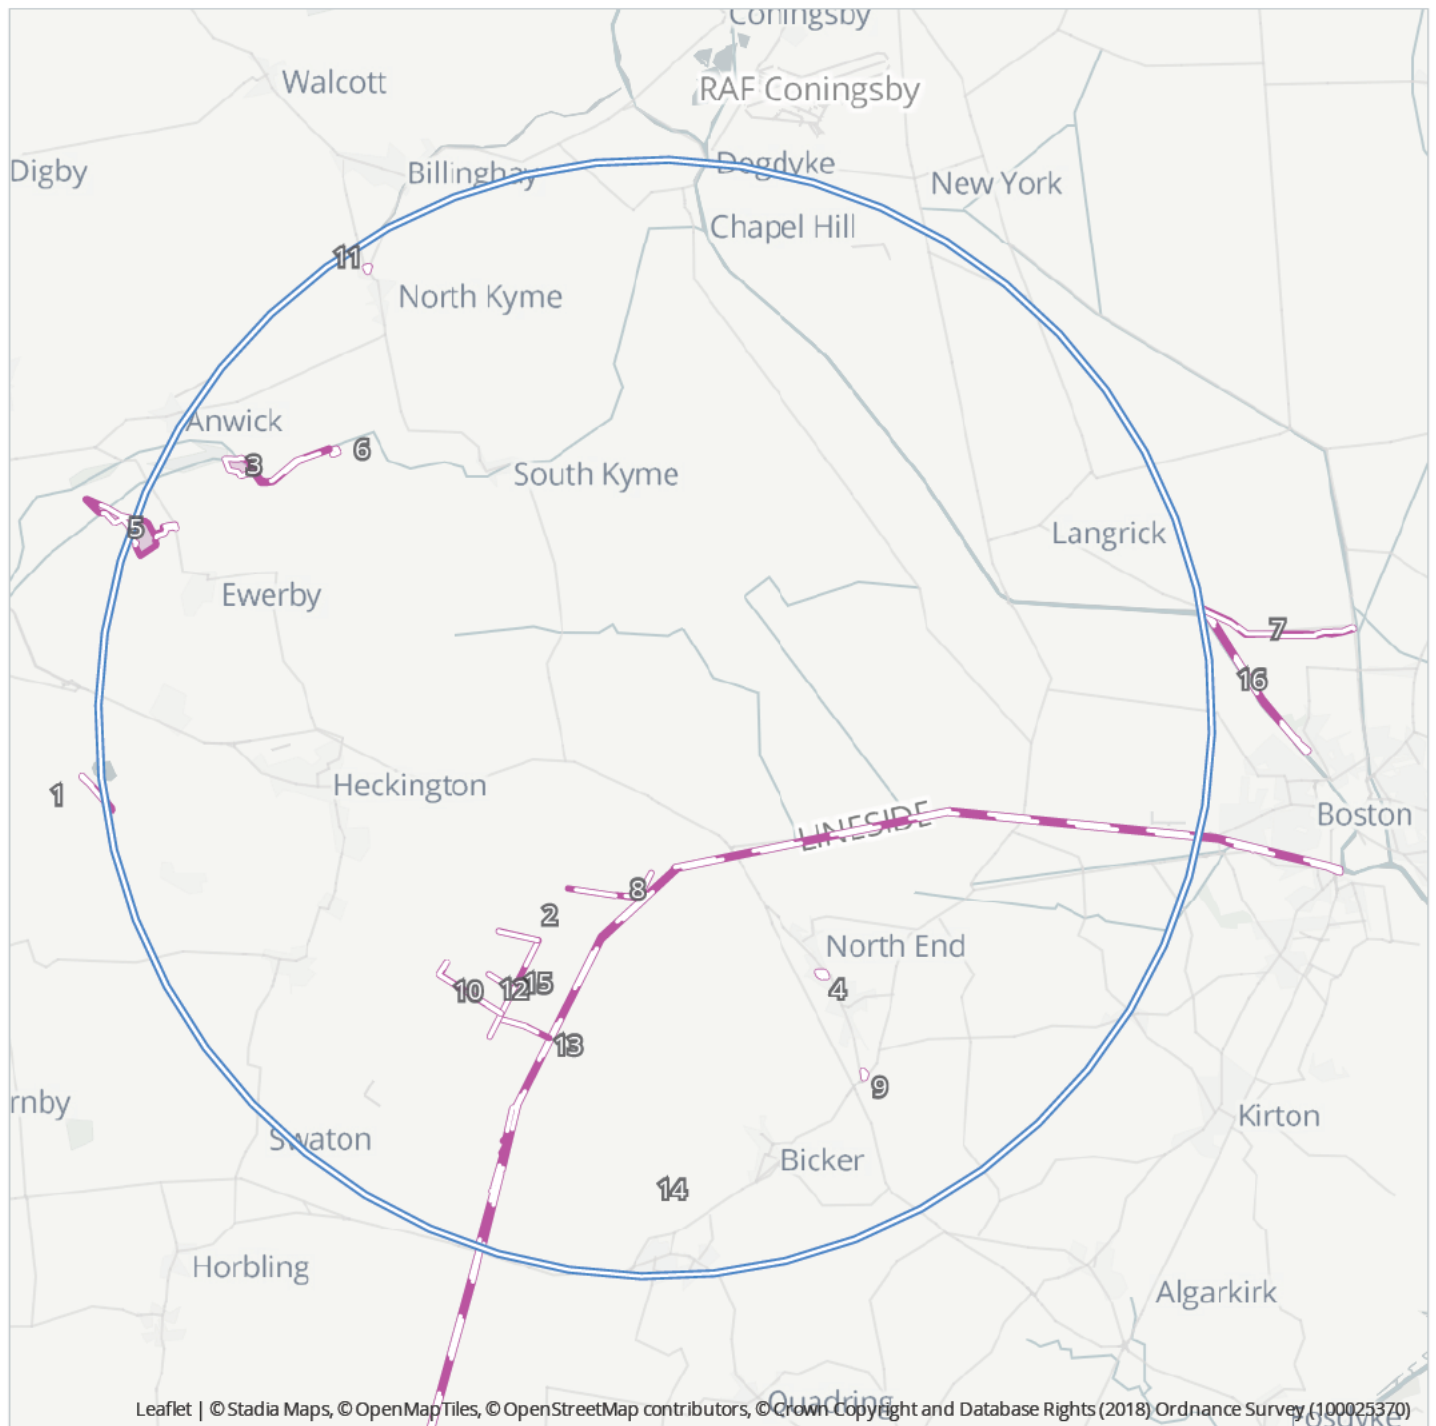 Coningsby
Walcott
RAF Coningsby
Digby
Billinghay
Dogdyke
New York
Chapel Hill
11
North Kyme
Anwick
3
6
South Kyme
5
Langrick
Ewerby
7
16
1
Heckington
LINESIDE
Boston
8
2
North End
10
12
15
4
13
9
rnby
Kirton
Swaton
Bicker
14
Horbling
Algarkirk
Quadring
Leaflet | © Stadia Maps, © OpenMapTiles, © OpenStreetMap contributors, © Crown Copyright and Database Rights (2018) Ordnance Survey (100025370)